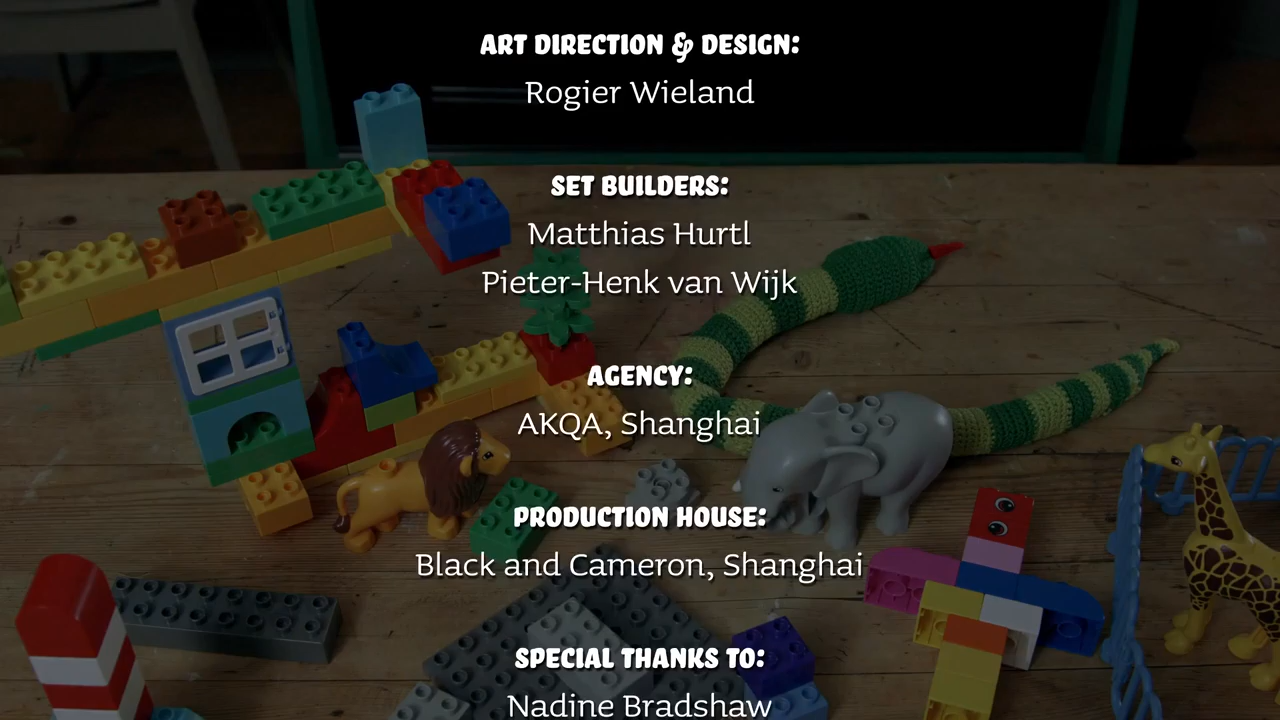 ART DIRECTION & DESIGN:
Rogier Wieland
SET BUILDERS:
Matthias Hurtl
Pieter-Henk van Wijk
AGENCY:
AKQA, Shanghai
PRODUCTION HOUSE:
Black and Cameron, Shanghai
SPECIAL THANKS TO:
Nadine Bradshaw